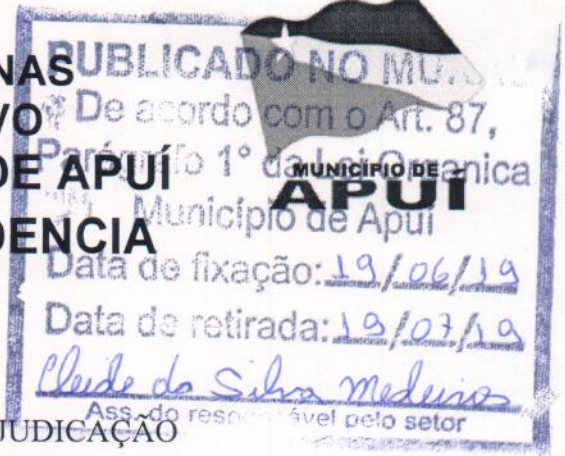 NAS
VO
DE APUÍ
DENCIA
PUBLICADO NO MU
De acordo com o Art. 87,
Parágrafo 1° da Lei Organica
Município de Apuí
MUNICÍPIO DE
APUÍ
Data de fixação: 19/06/19
Data de retirada: 19/07/19
Cleide da Silva Medeiros
Ass. do responsável pelo setor
JUDICAÇÃO